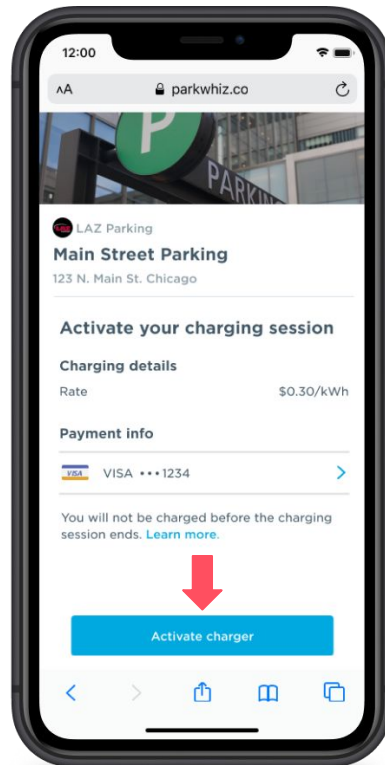 12:00
AA parkwhiz.co
P
PARKING
LAZ Parking
Main Street Parking
123 N. Main St. Chicago
Activate your charging session
Charging details
Rate $0.30/kWh
Payment info
VISA VISA •••1234
You will not be charged before the charging
session ends. Learn more.
Activate charger